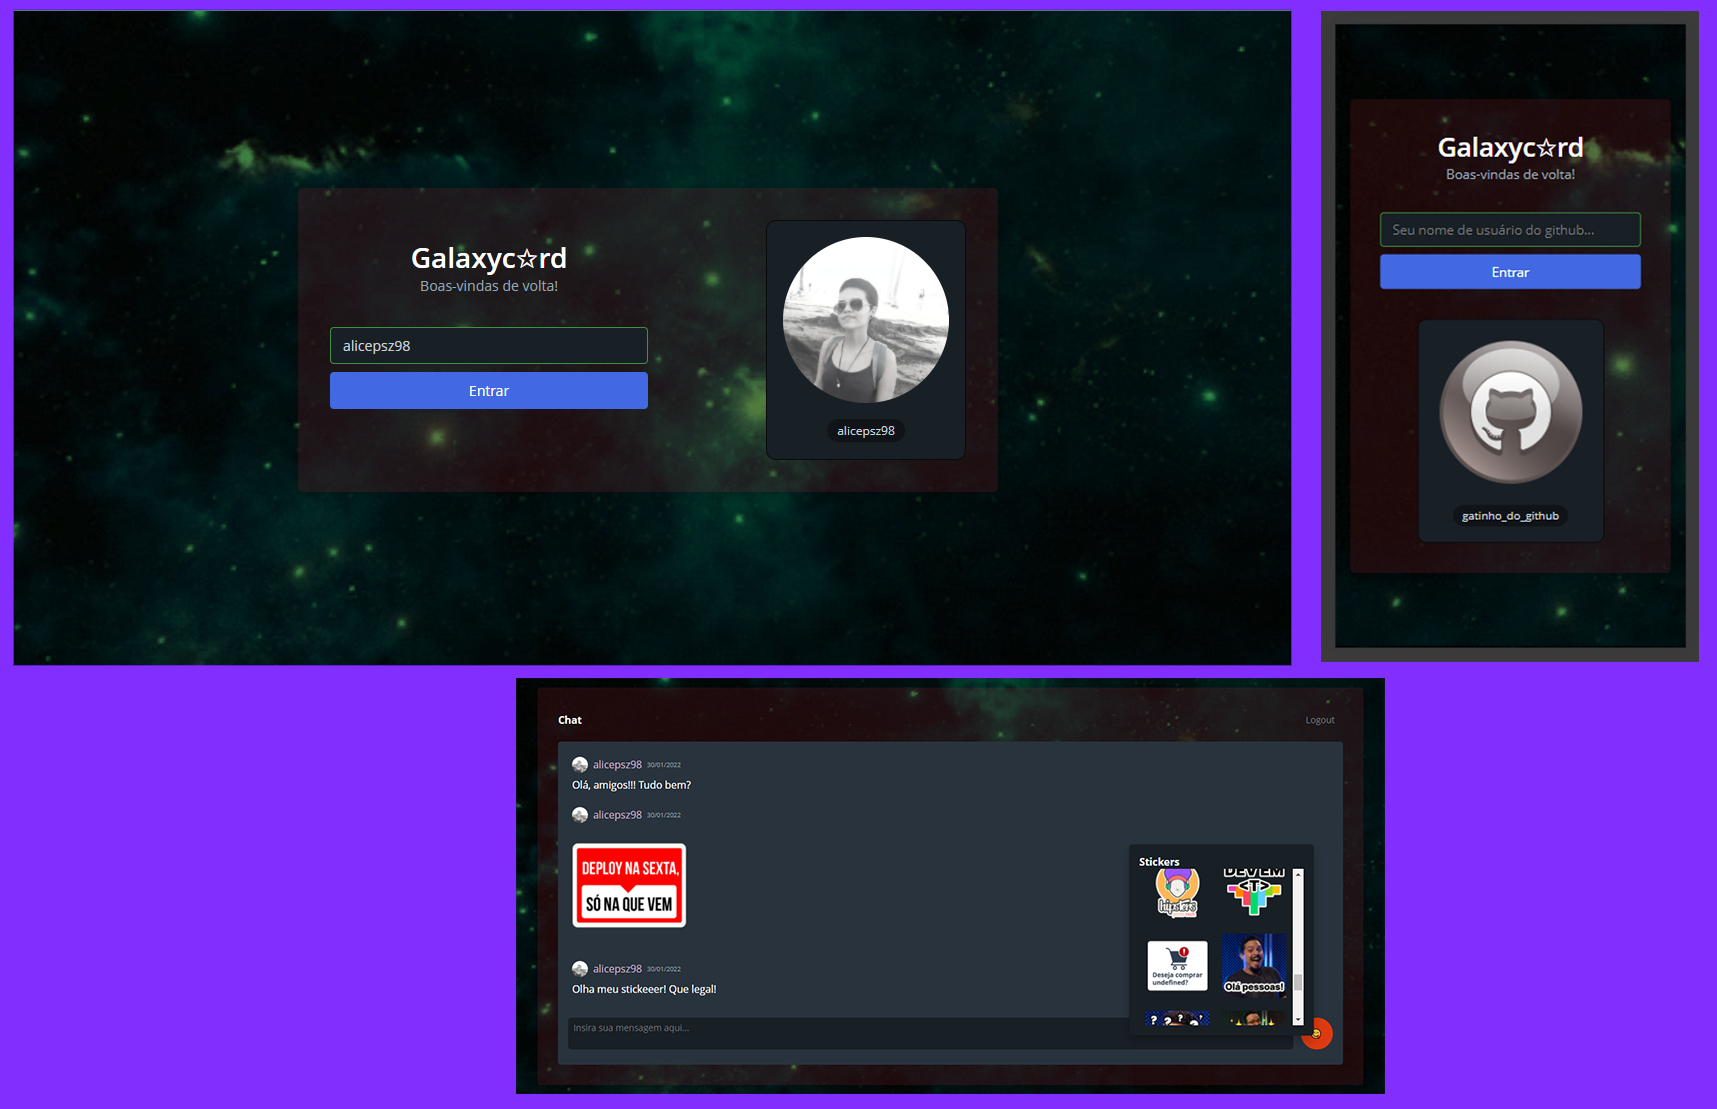 Galaxyc☆rd
Boas-vindas de volta!
alicepsz98
Entrar
alicepsz98
Galaxyc☆rd
Boas-vindas de volta!
Seu nome de usuário do github...
Entrar
gatinho_do_github
Chat
Logout
alicepsz98 30/01/2022
Olá, amigos!!! Tudo bem?
alicepsz98 30/01/2022
DEPLOY NA SEXTA,
SÓ NA QUE VEM
alicepsz98 30/01/2022
Olha meu stickeeer! Que legal!
Insira sua mensagem aqui...
Stickers
hipsters
DEVEM
<T>
!
Deseja comprar
undefined?
Olá pessoas!
? ? ? ?